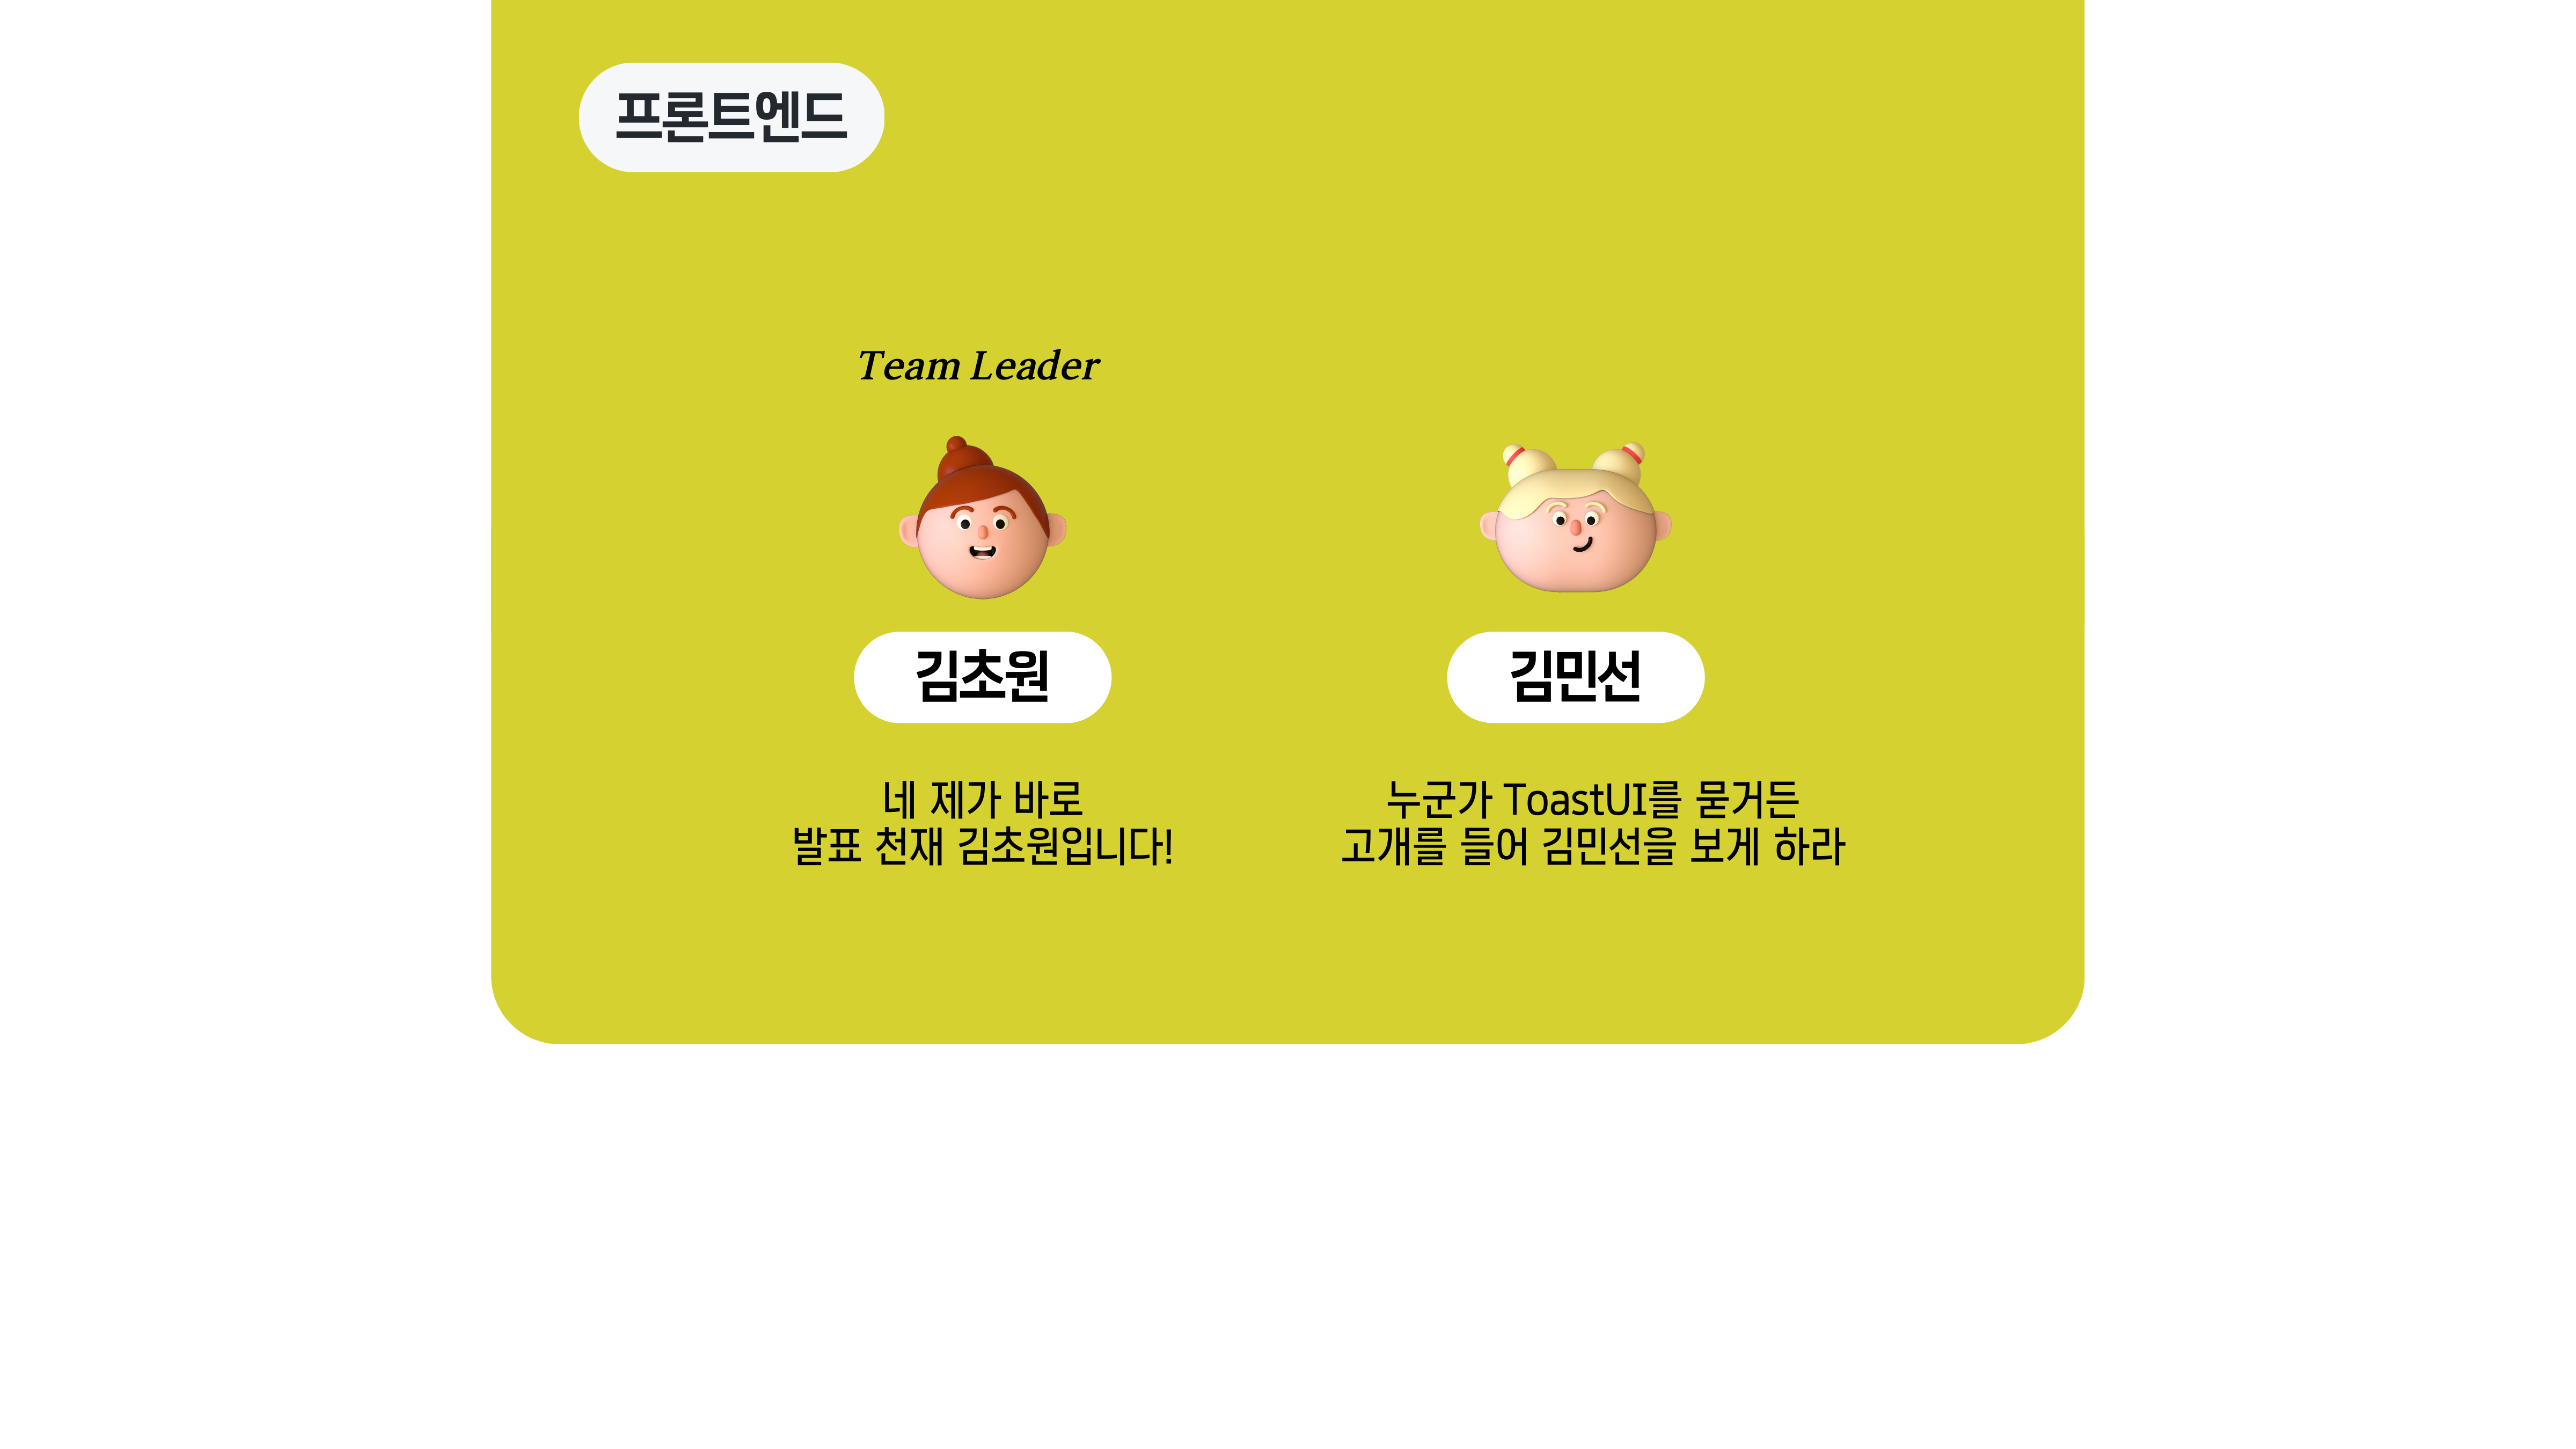 프론트엔드
Team Leader
김초원
네 제가 바로
발표 천재 김초원입니다!
김민선
누군가 ToastUI를 묻거든
고개를 들어 김민선을 보게 하라